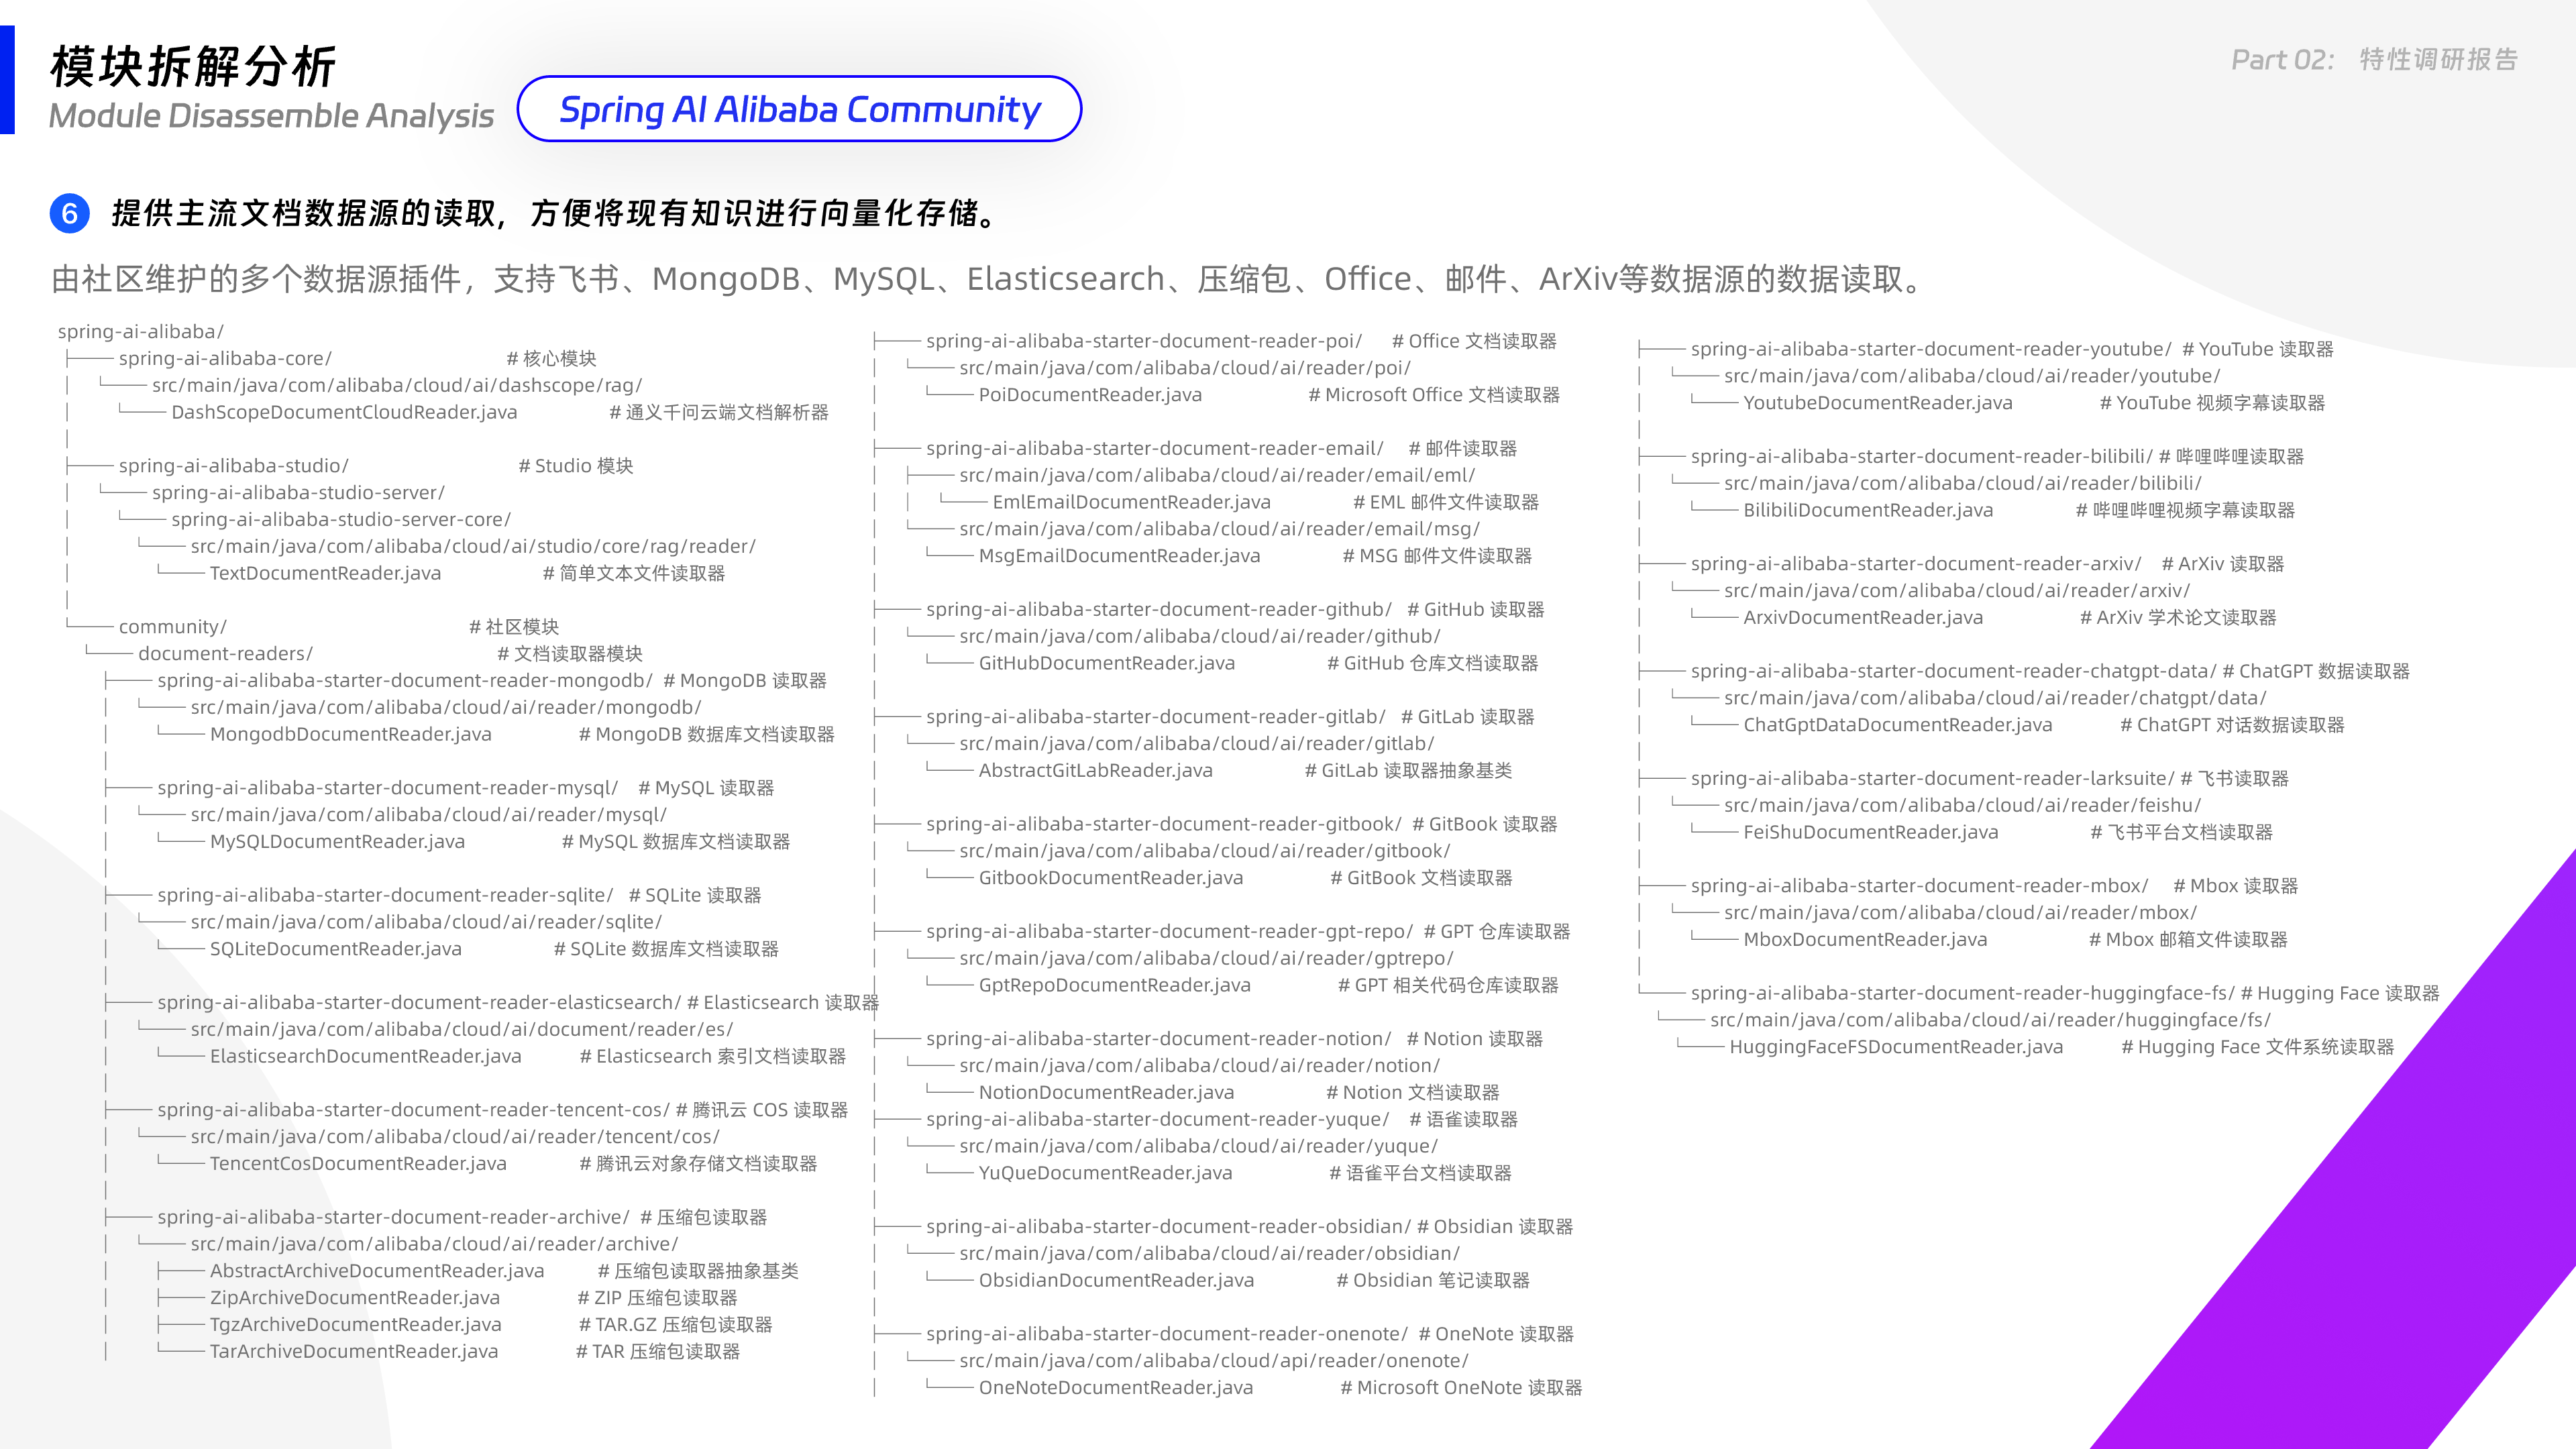 模块拆解分析
Module Disassemble Analysis
Spring AI Alibaba Community
Part 02: 特性调研报告
6 提供主流文档数据源的读取，方便将现有知识进行向量化存储。
由社区维护的多个数据源插件，支持飞书、MongoDB、MySQL、Elasticsearch、压缩包、Office、邮件、ArXiv等数据源的数据读取。
spring-ai-alibaba/
├── spring-ai-alibaba-core/ # 核心模块
│ └── src/main/java/com/alibaba/cloud/ai/dashscope/rag/
│ └── DashScopeDocumentCloudReader.java # 通义千问云端文档解析器
│
├── spring-ai-alibaba-studio/ # Studio 模块
│ └── spring-ai-alibaba-studio-server/
│ └── spring-ai-alibaba-studio-server-core/
│ └── src/main/java/com/alibaba/cloud/ai/studio/core/rag/reader/
│ └── TextDocumentReader.java # 简单文本文件读取器
│
└── community/ # 社区模块
└── document-readers/ # 文档读取器模块
├── spring-ai-alibaba-starter-document-reader-mongodb/ # MongoDB 读取器
│ └── src/main/java/com/alibaba/cloud/ai/reader/mongodb/
│ └── MongodbDocumentReader.java # MongoDB 数据库文档读取器
│
├── spring-ai-alibaba-starter-document-reader-mysql/ # MySQL 读取器
│ └── src/main/java/com/alibaba/cloud/ai/reader/mysql/
│ └── MySQLDocumentReader.java # MySQL 数据库文档读取器
│
├── spring-ai-alibaba-starter-document-reader-sqlite/ # SQLite 读取器
│ └── src/main/java/com/alibaba/cloud/ai/reader/sqlite/
│ └── SQLiteDocumentReader.java # SQLite 数据库文档读取器
│
├── spring-ai-alibaba-starter-document-reader-elasticsearch/ # Elasticsearch 读取器
│ └── src/main/java/com/alibaba/cloud/ai/document/reader/es/
│ └── ElasticsearchDocumentReader.java # Elasticsearch 索引文档读取器
│
├── spring-ai-alibaba-starter-document-reader-tencent-cos/ # 腾讯云 COS 读取器
│ └── src/main/java/com/alibaba/cloud/ai/reader/tencent/cos/
│ └── TencentCosDocumentReader.java # 腾讯云对象存储文档读取器
│
├── spring-ai-alibaba-starter-document-reader-archive/ # 压缩包读取器
│ └── src/main/java/com/alibaba/cloud/ai/reader/archive/
│ ├── AbstractArchiveDocumentReader.java # 压缩包读取器抽象基类
│ ├── ZipArchiveDocumentReader.java # ZIP 压缩包读取器
│ ├── TgzArchiveDocumentReader.java # TAR.GZ 压缩包读取器
│ └── TarArchiveDocumentReader.java # TAR 压缩包读取器
├── spring-ai-alibaba-starter-document-reader-poi/ # Office 文档读取器
│ └── src/main/java/com/alibaba/cloud/ai/reader/poi/
│ └── PoiDocumentReader.java # Microsoft Office 文档读取器
│
├── spring-ai-alibaba-starter-document-reader-email/ # 邮件读取器
│ ├── src/main/java/com/alibaba/cloud/ai/reader/email/eml/
│ │ └── EmlEmailDocumentReader.java # EML 邮件文件读取器
│ └── src/main/java/com/alibaba/cloud/ai/reader/email/msg/
│ └── MsgEmailDocumentReader.java # MSG 邮件文件读取器
│
├── spring-ai-alibaba-starter-document-reader-github/ # GitHub 读取器
│ └── src/main/java/com/alibaba/cloud/ai/reader/github/
│ └── GitHubDocumentReader.java # GitHub 仓库文档读取器
│
├── spring-ai-alibaba-starter-document-reader-gitlab/ # GitLab 读取器
│ └── src/main/java/com/alibaba/cloud/ai/reader/gitlab/
│ └── AbstractGitLabReader.java # GitLab 读取器抽象基类
│
├── spring-ai-alibaba-starter-document-reader-gitbook/ # GitBook 读取器
│ └── src/main/java/com/alibaba/cloud/ai/reader/gitbook/
│ └── GitbookDocumentReader.java # GitBook 文档读取器
│
├── spring-ai-alibaba-starter-document-reader-gpt-repo/ # GPT 仓库读取器
│ └── src/main/java/com/alibaba/cloud/ai/reader/gptrepo/
│ └── GptRepoDocumentReader.java # GPT 相关代码仓库读取器
│
├── spring-ai-alibaba-starter-document-reader-notion/ # Notion 读取器
│ └── src/main/java/com/alibaba/cloud/ai/reader/notion/
│ └── NotionDocumentReader.java # Notion 文档读取器
├── spring-ai-alibaba-starter-document-reader-yuque/ # 语雀读取器
│ └── src/main/java/com/alibaba/cloud/ai/reader/yuque/
│ └── YuQueDocumentReader.java # 语雀平台文档读取器
│
├── spring-ai-alibaba-starter-document-reader-obsidian/ # Obsidian 读取器
│ └── src/main/java/com/alibaba/cloud/ai/reader/obsidian/
│ └── ObsidianDocumentReader.java # Obsidian 笔记读取器
│
├── spring-ai-alibaba-starter-document-reader-onenote/ # OneNote 读取器
│ └── src/main/java/com/alibaba/cloud/api/reader/onenote/
│ └── OneNoteDocumentReader.java # Microsoft OneNote 读取器
├── spring-ai-alibaba-starter-document-reader-youtube/ # YouTube 读取器
│ └── src/main/java/com/alibaba/cloud/ai/reader/youtube/
│ └── YoutubeDocumentReader.java # YouTube 视频字幕读取器
│
├── spring-ai-alibaba-starter-document-reader-bilibili/ # 哔哩哔哩读取器
│ └── src/main/java/com/alibaba/cloud/ai/reader/bilibili/
│ └── BilibiliDocumentReader.java # 哔哩哔哩视频字幕读取器
│
├── spring-ai-alibaba-starter-document-reader-arxiv/ # ArXiv 读取器
│ └── src/main/java/com/alibaba/cloud/ai/reader/arxiv/
│ └── ArxivDocumentReader.java # ArXiv 学术论文读取器
│
├── spring-ai-alibaba-starter-document-reader-chatgpt-data/ # ChatGPT 数据读取器
│ └── src/main/java/com/alibaba/cloud/ai/reader/chatgpt/data/
│ └── ChatGptDataDocumentReader.java # ChatGPT 对话数据读取器
│
├── spring-ai-alibaba-starter-document-reader-larksuite/ # 飞书读取器
│ └── src/main/java/com/alibaba/cloud/ai/reader/feishu/
│ └── FeiShuDocumentReader.java # 飞书平台文档读取器
│
├── spring-ai-alibaba-starter-document-reader-mbox/ # Mbox 读取器
│ └── src/main/java/com/alibaba/cloud/ai/reader/mbox/
│ └── MboxDocumentReader.java # Mbox 邮箱文件读取器
│
└── spring-ai-alibaba-starter-document-reader-huggingface-fs/ # Hugging Face 读取器
└── src/main/java/com/alibaba/cloud/ai/reader/huggingface/fs/
└── HuggingFaceFSDocumentReader.java # Hugging Face 文件系统读取器